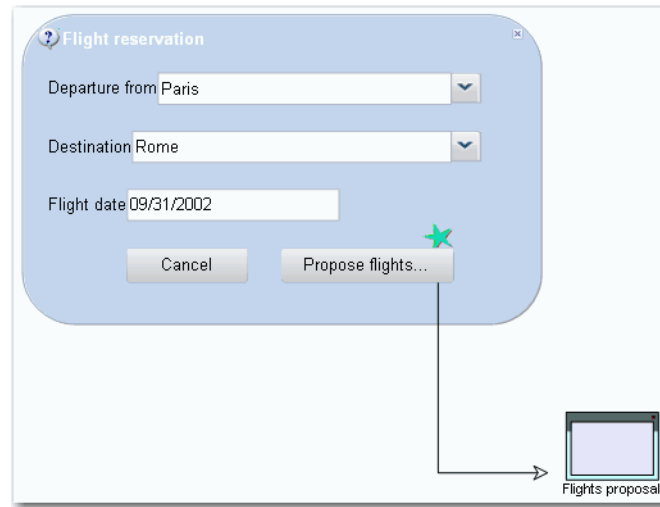 Flight reservation
Departure from Paris
Destination Rome
Flight date 09/31/2002
Cancel Propose flights...
Flights proposal